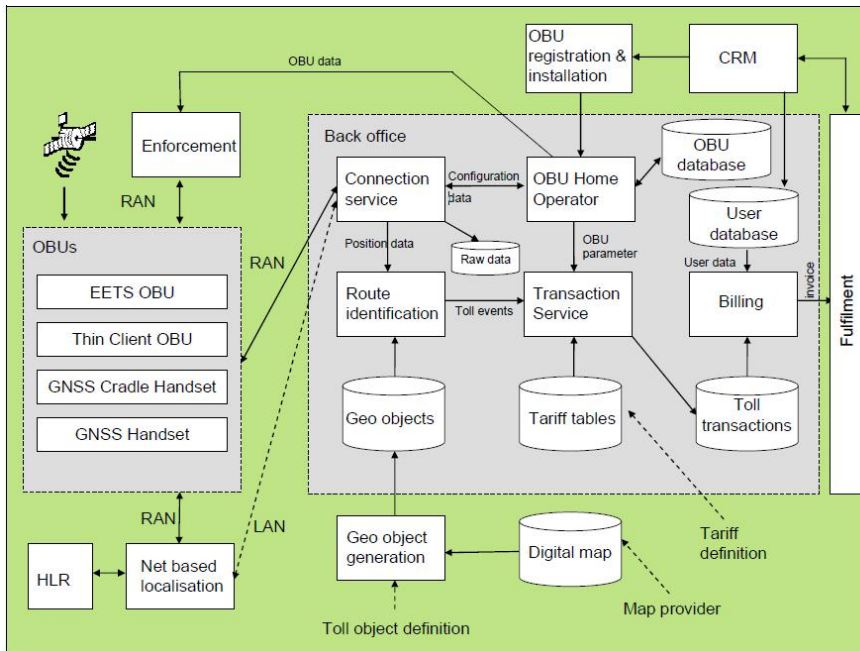 OBU
registration &
installation
CRM
OBU data
Enforcement
Back office
Connection
service
Configuration
data
OBU Home
Operator
OBU
database
User
database
RAN
OBUs
RAN
Position data
Raw data
OBU
parameter
User data
invoice
Fulfilment
EETS OBU
Thin Client OBU
GNSS Cradle Handset
GNSS Handset
Route
identification
Toll events
Transaction
Service
Billing
Geo objects
Tariff tables
Toll
transactions
RAN
LAN
HLR
Net based
localisation
Geo object
generation
Digital map
Tariff
definition
Map provider
Toll object definition